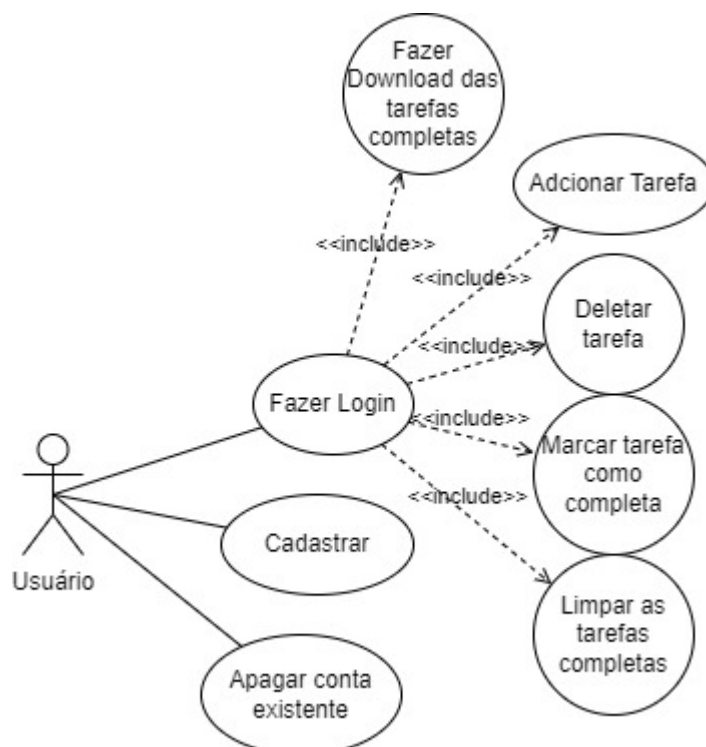 Fazer
Download das
tarefas
completas
Adcionar Tarefa
<<include>>
<<include>>
Deletar
tarefa
<<include>>
Fazer Login
<<include>>
Marcar tarefa
como
completa
<<include>>
Cadastrar
Usuário
Limpar as
tarefas
completas
Apagar conta
existente